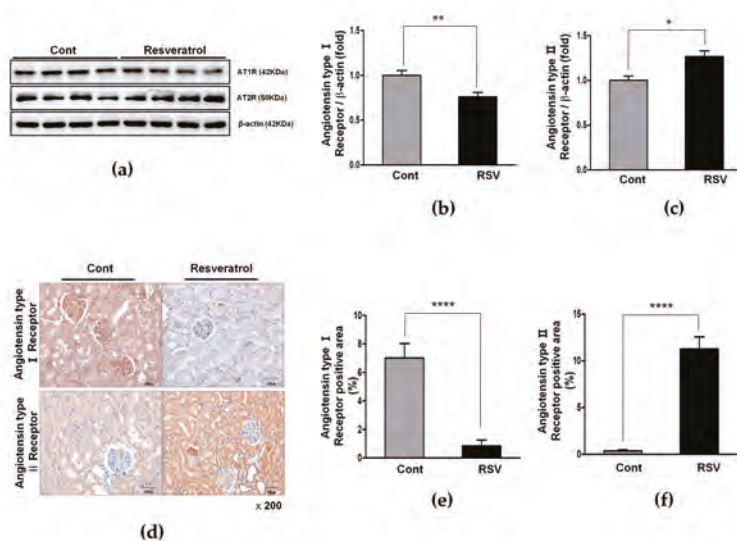 Cont
Resveratrol
AT1R (42KDa)
AT2R (50KDa)
β-actin (42KDa)
(a)
Angiotensin type I
Receptor / β-actin (fold)
1.5
1.0
0.5
0.0
**
Cont
RSV
(b)
Angiotensin type II
Receptor / β-actin (fold)
1.5
1.0
0.5
0.0
*
Cont
RSV
(c)
Cont
Resveratrol
Angiotensin type
I Receptor
Angiotensin type
ii Receptor
x 200
(d)
Angiotensin type I
Receptor positive area
(%)
10
8
6
4
2
0
****
Cont
RSV
(e)
Angiotensin type II
Receptor positive area
(%)
15
10
5
0
****
Cont
RSV
(f)